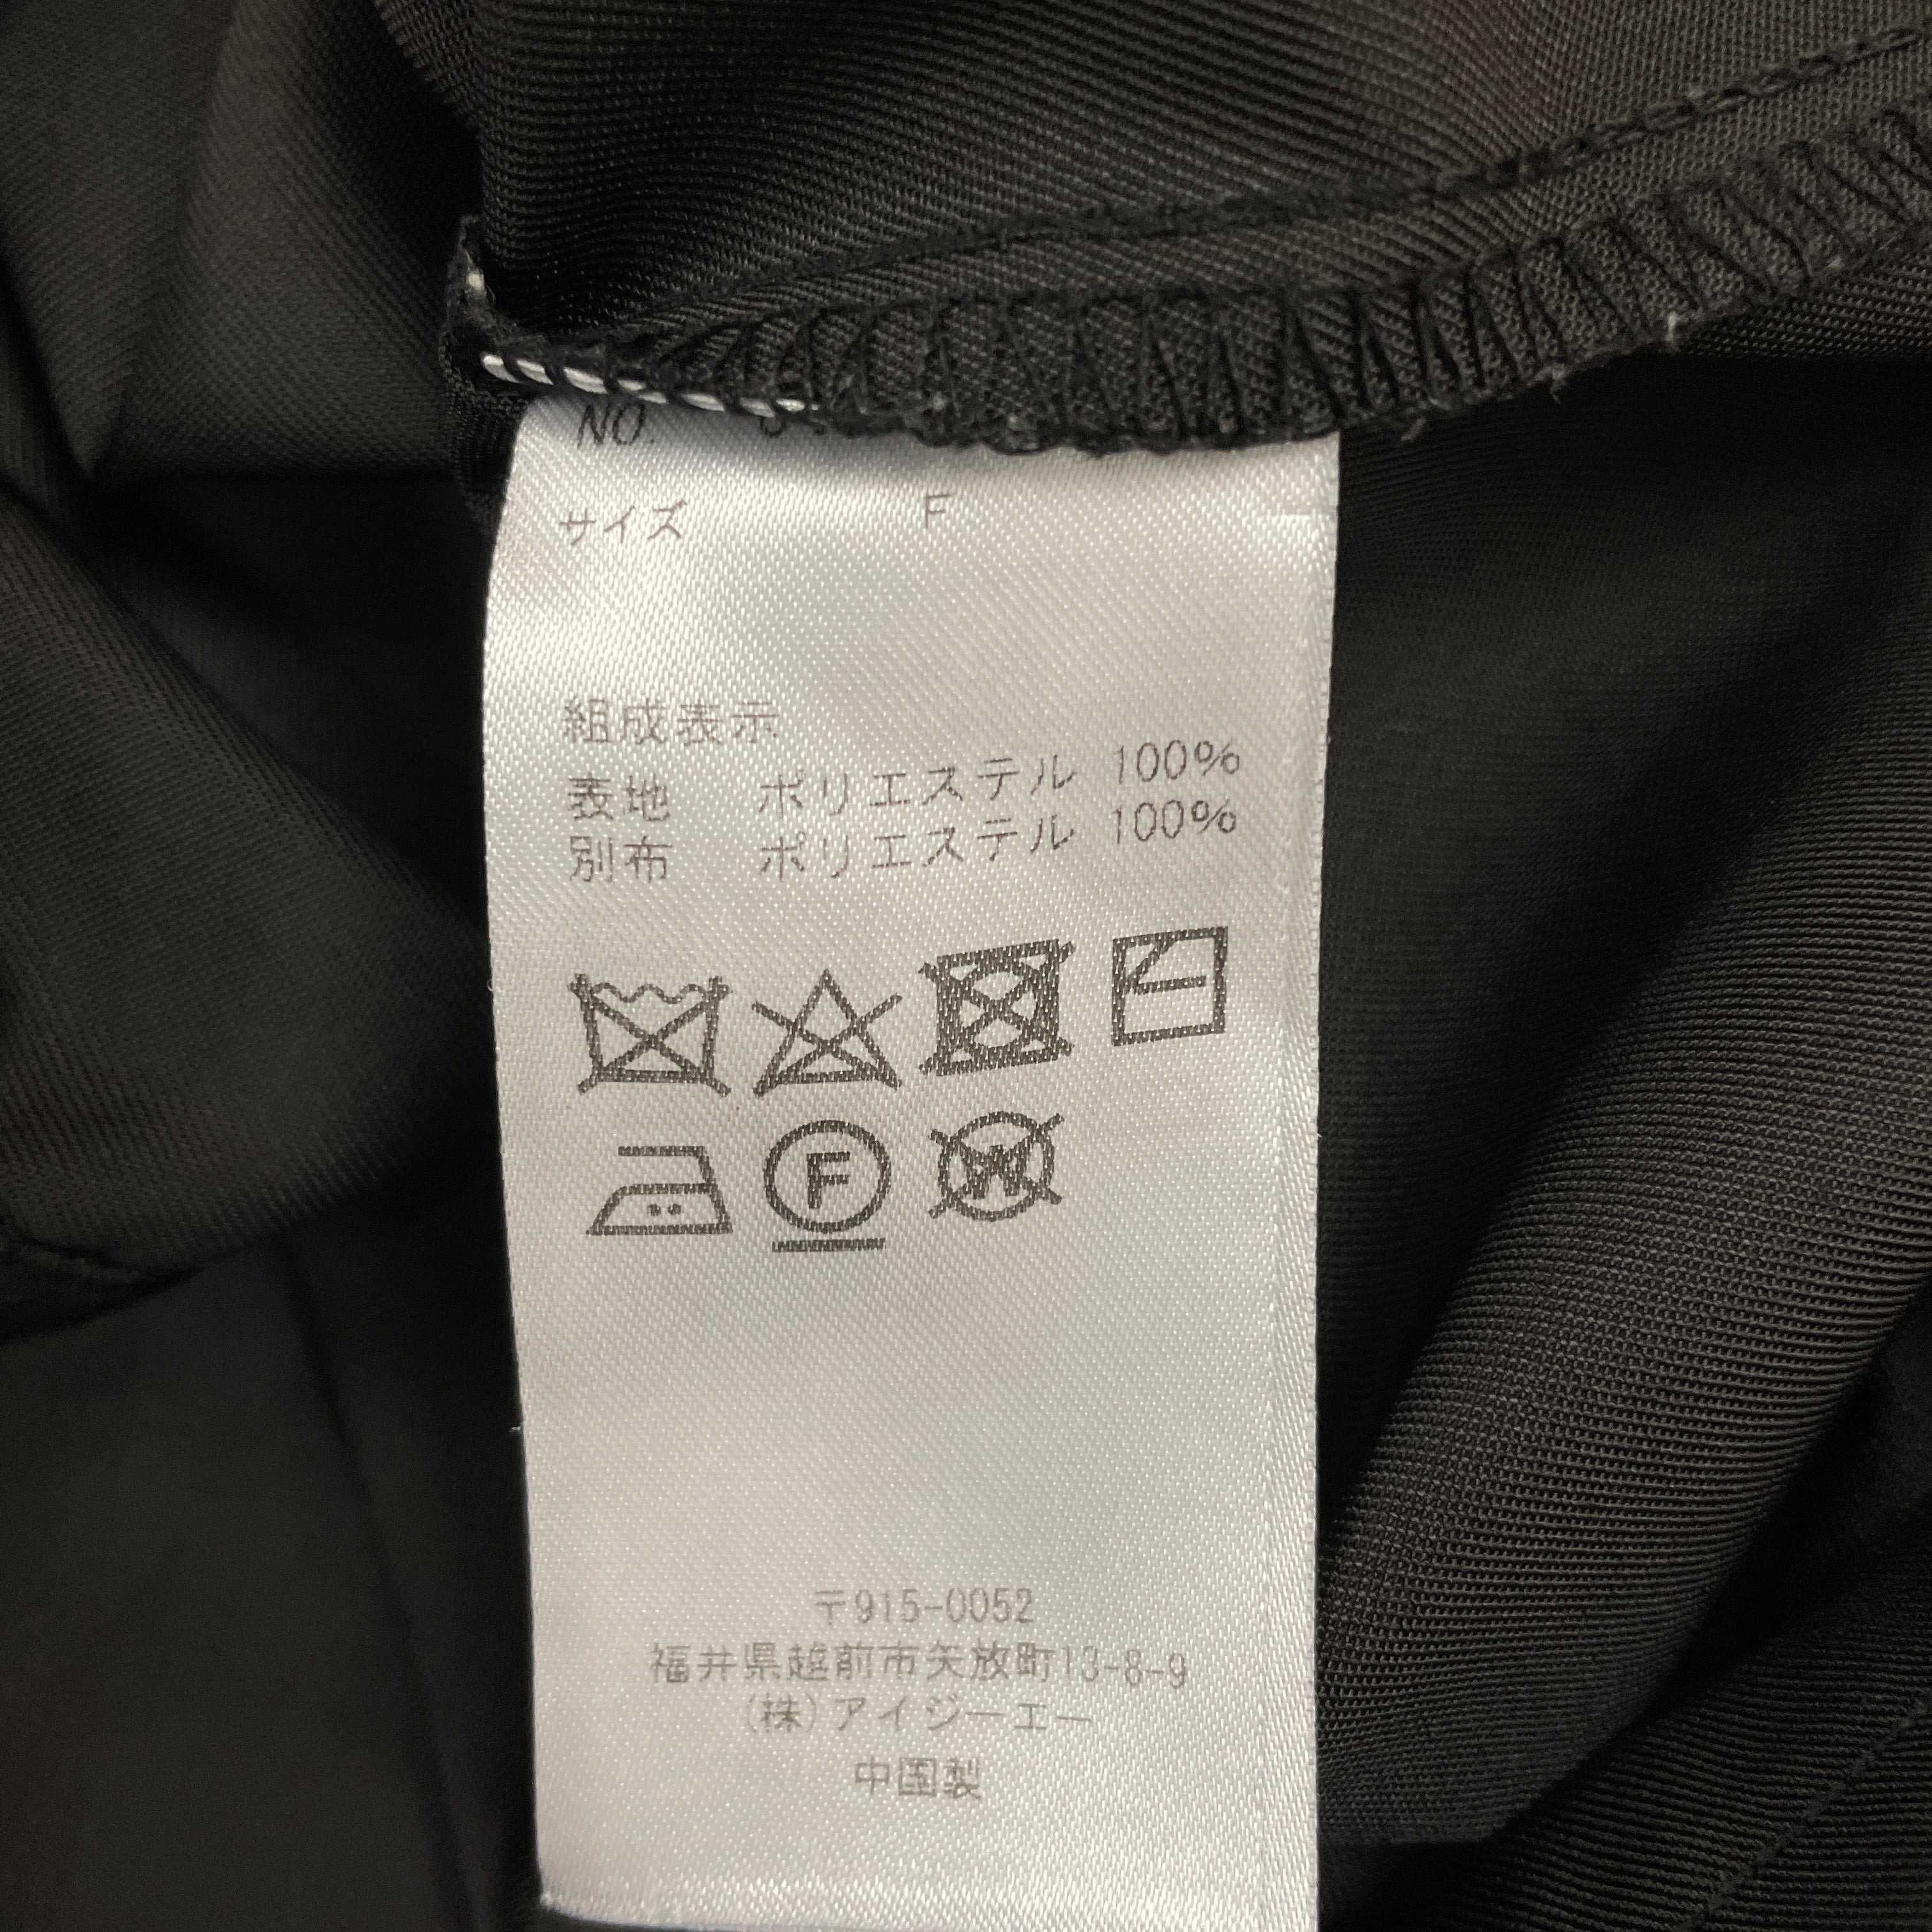 NO.
サイズ F
組成表示
表地 ポリエステル 100%
別布 ポリエステル 100%
F
W
〒915-0052
福井県越前市矢放町13-8-9
(株)アイジーエー
中国製